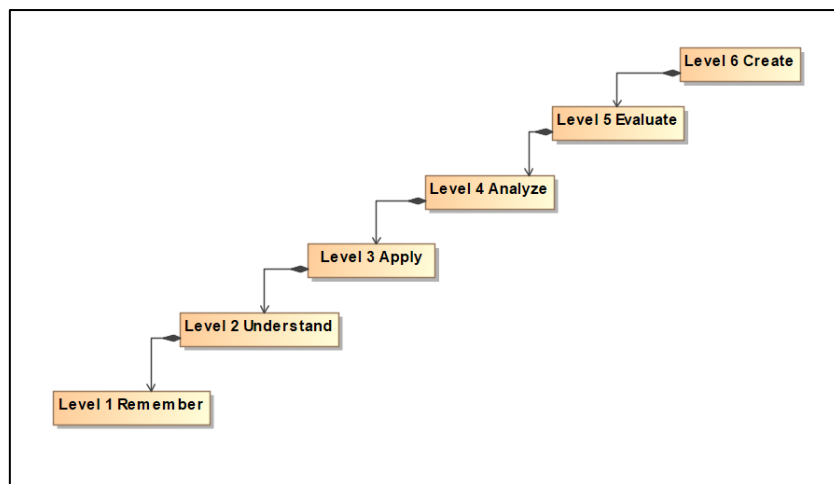 Level 6 Create
Level 5 Evaluate
Level 4 Analyze
Level 3 Apply
Level 2 Understand
Level 1 Remember